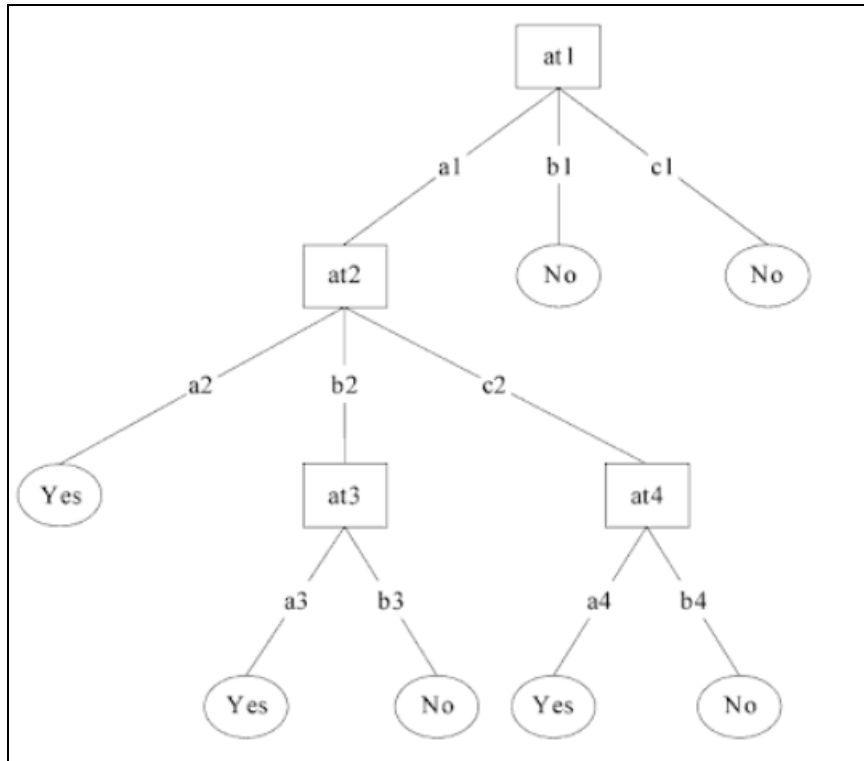 at1
a1 b1 c1
at2 No No
a2 b2 c2
Yes at3 at4
a3 b3 a4 b4
Yes No Yes No